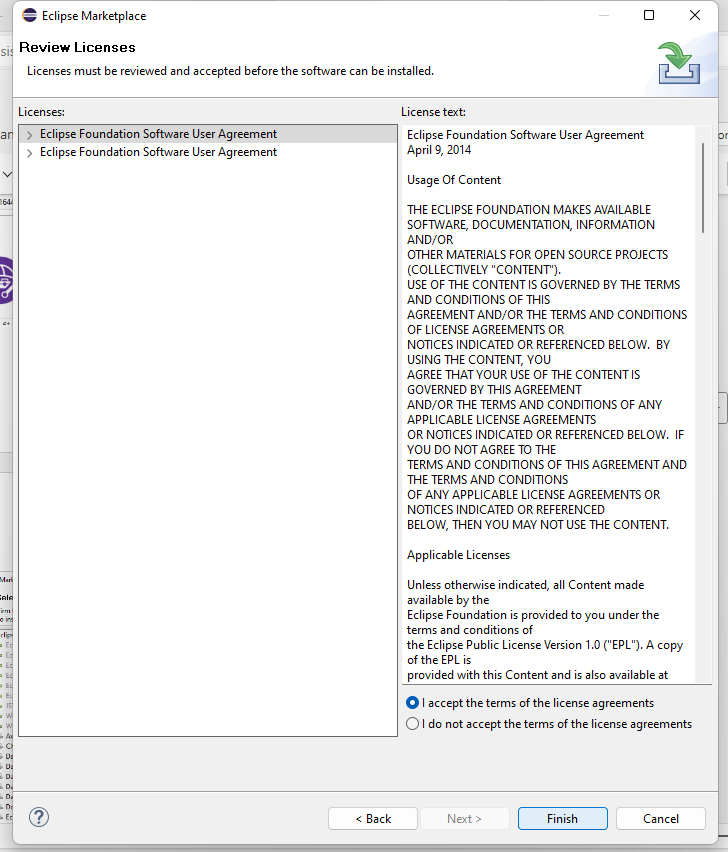 Eclipse Marketplace
Review Licenses
Licenses must be reviewed and accepted before the software can be installed.
Licenses:
Eclipse Foundation Software User Agreement
Eclipse Foundation Software User Agreement
License text:
Eclipse Foundation Software User Agreement
April 9, 2014
Usage Of Content
THE ECLIPSE FOUNDATION MAKES AVAILABLE
SOFTWARE, DOCUMENTATION, INFORMATION
AND/OR
OTHER MATERIALS FOR OPEN SOURCE PROJECTS
(COLLECTIVELY "CONTENT").
USE OF THE CONTENT IS GOVERNED BY THE TERMS
AND CONDITIONS OF THIS
AGREEMENT AND/OR THE TERMS AND CONDITIONS
OF LICENSE AGREEMENTS OR
NOTICES INDICATED OR REFERENCED BELOW.  BY
USING THE CONTENT, YOU
AGREE THAT YOUR USE OF THE CONTENT IS
GOVERNED BY THIS AGREEMENT
AND/OR THE TERMS AND CONDITIONS OF ANY
APPLICABLE LICENSE AGREEMENTS
OR NOTICES INDICATED OR REFERENCED BELOW.  IF
YOU DO NOT AGREE TO THE
TERMS AND CONDITIONS OF THIS AGREEMENT AND
THE TERMS AND CONDITIONS
OF ANY APPLICABLE LICENSE AGREEMENTS OR
NOTICES INDICATED OR REFERENCED
BELOW, THEN YOU MAY NOT USE THE CONTENT.
Applicable Licenses
Unless otherwise indicated, all Content made
available by the
Eclipse Foundation is provided to you under the
terms and conditions of
the Eclipse Public License Version 1.0 ("EPL"). A copy
of the EPL is
provided with this Content and is also available at
I accept the terms of the license agreements
I do not accept the terms of the license agreements
?
< Back
Next >
Finish
Cancel